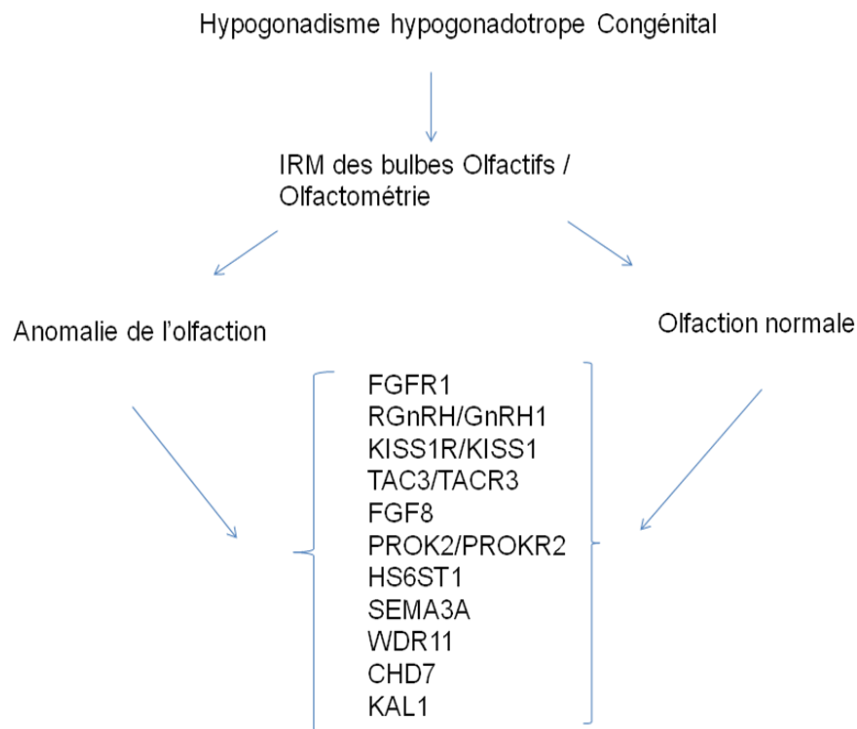 Hypogonadisme hypogonadotrope Congénital
IRM des bulbes Olfactifs /
Olfactométrie
Anomalie de l'olfaction
Olfaction normale
FGFR1
RGnRH/GnRH1
KISS1R/KISS1
TAC3/TACR3
FGF8
PROK2/PROKR2
HS6ST1
SEMA3A
WDR11
CHD7
KAL1